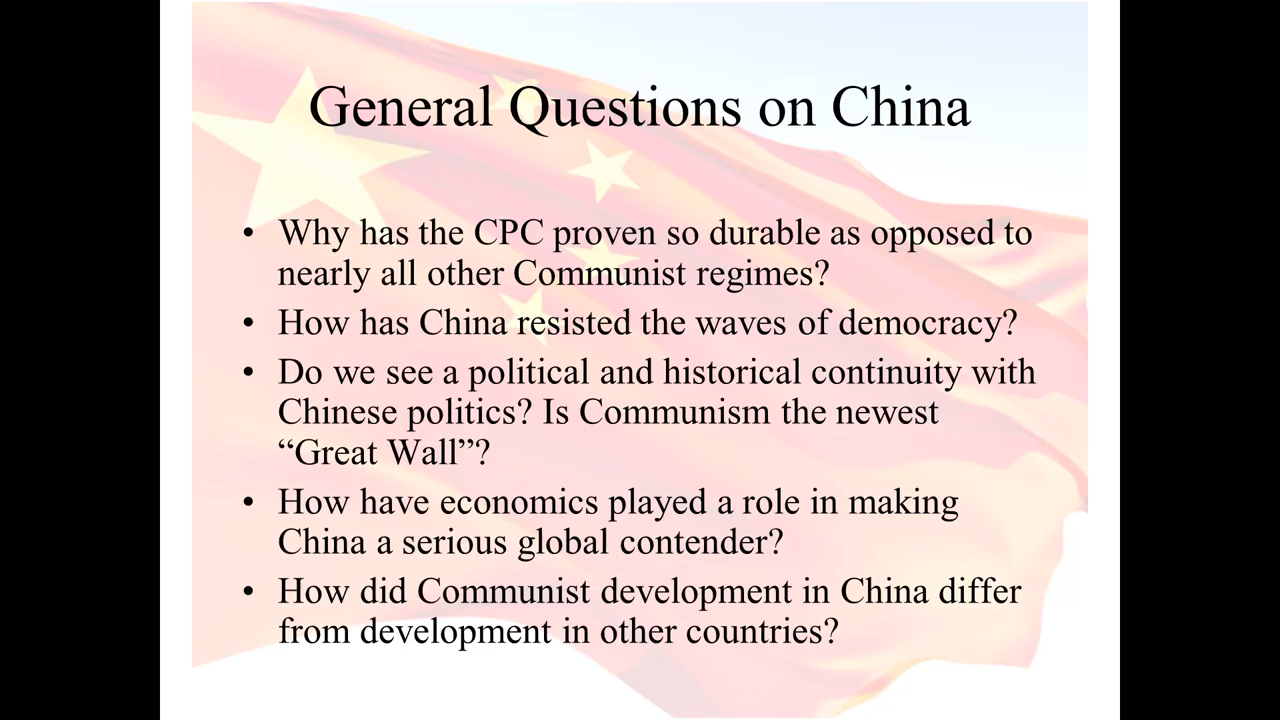 General Questions on China
• Why has the CPC proven so durable as opposed to
nearly all other Communist regimes?
• How has China resisted the waves of democracy?
• Do we see a political and historical continuity with
Chinese politics? Is Communism the newest
“Great Wall”?
• How have economics played a role in making
China a serious global contender?
• How did Communist development in China differ
from development in other countries?